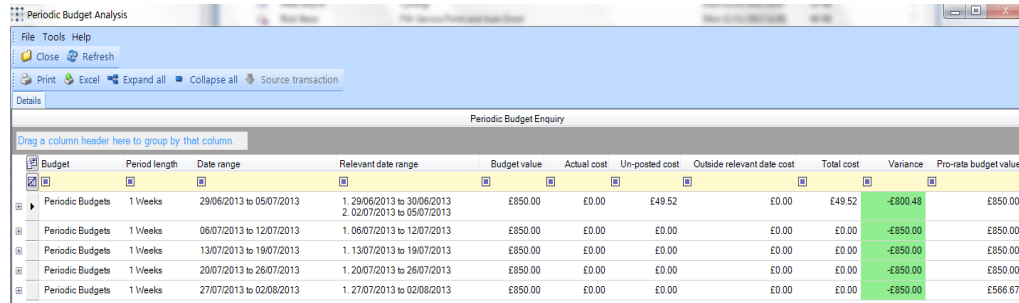 Periodic Budget Analysis
File Tools Help
Close Refresh
Print Excel Expand all Collapse all Source transaction
Details
Periodic Budget Enquiry
Drag a column header here to group by that column.
Budget Period length Date range Relevant date range Budget value Actual cost Un-posted cost Outside relevant date cost Total cost Variance Pro-rata budget value
Periodic Budgets 1 Weeks 29/06/2013 to 05/07/2013 1. 29/06/2013 to 30/06/2013 £850.00 £0.00 £49.52 £0.00 £49.52 -£800.48 £850.00
2. 02/07/2013 to 05/07/2013
Periodic Budgets 1 Weeks 06/07/2013 to 12/07/2013 1. 06/07/2013 to 12/07/2013 £850.00 £0.00 £0.00 £0.00 £0.00 -£850.00 £850.00
Periodic Budgets 1 Weeks 13/07/2013 to 19/07/2013 1. 13/07/2013 to 19/07/2013 £850.00 £0.00 £0.00 £0.00 £0.00 -£850.00 £850.00
Periodic Budgets 1 Weeks 20/07/2013 to 26/07/2013 1. 20/07/2013 to 26/07/2013 £850.00 £0.00 £0.00 £0.00 £0.00 -£850.00 £850.00
Periodic Budgets 1 Weeks 27/07/2013 to 02/08/2013 1. 27/07/2013 to 02/08/2013 £850.00 £0.00 £0.00 £0.00 £0.00 -£850.00 £566.67